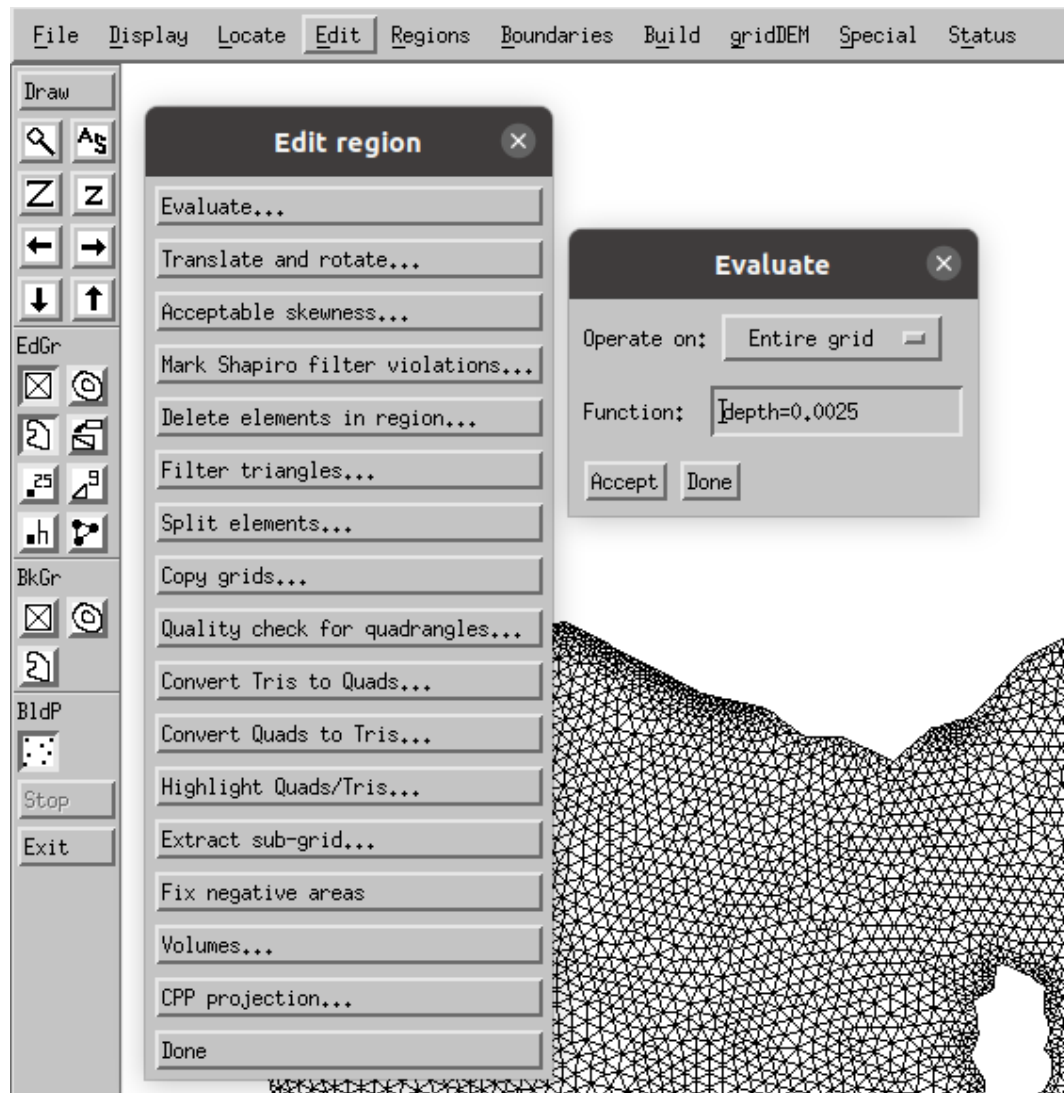 File Display Locate Edit Regions Boundaries Build gridDEM Special Status
Draw
AS
Z z
EdGr
25 9
h
BkGr
BldP
Stop
Exit
Edit region
Evaluate...
Translate and rotate...
Acceptable skewness...
Mark Shapiro filter violations...
Delete elements in region...
Filter triangles...
Split elements...
Copy grids...
Quality check for quadrangles...
Convert Tris to Quads...
Convert Quads to Tris...
Highlight Quads/Tris...
Extract sub-grid...
Fix negative areas
Volumes...
CPP projection...
Done
Evaluate
Operate on: Entire grid
Function: depth=0.0025
Accept Done